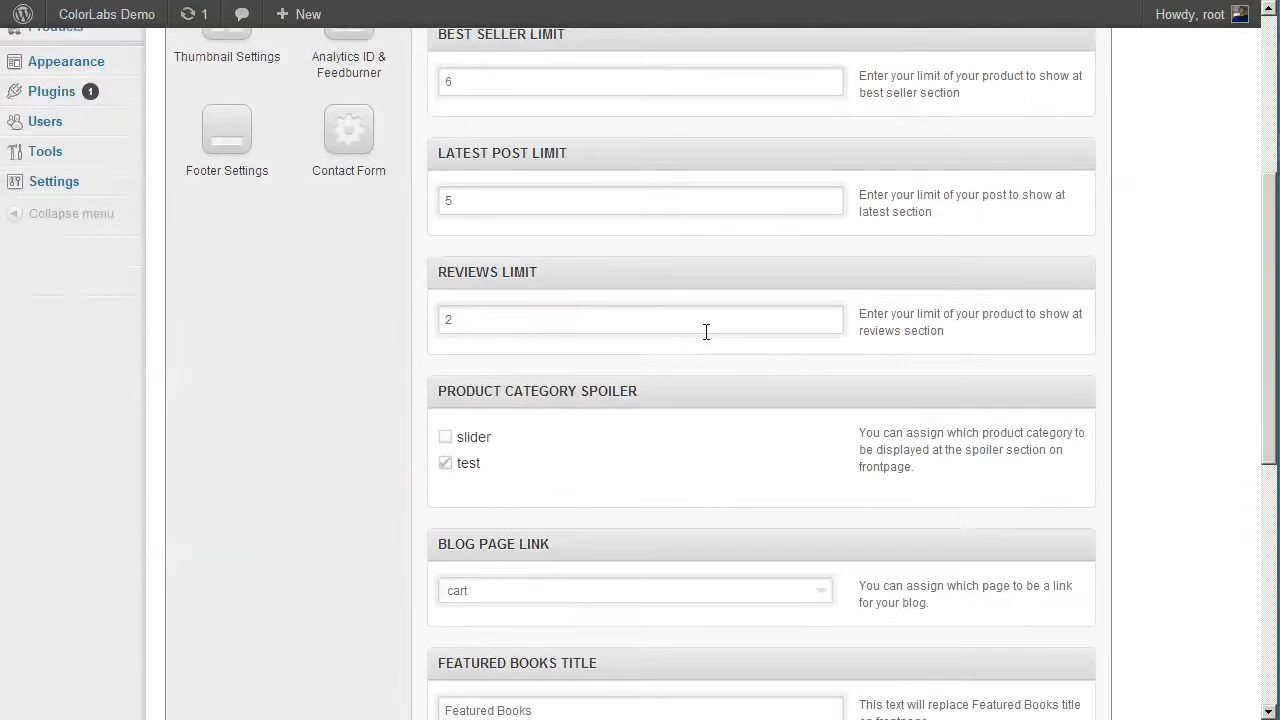 ColorLabs Demo 1 New Howdy, root
Products
Appearance
Plugins 1
Users
Tools
Settings
Collapse menu
Thumbnail Settings
Analytics ID &
Feedburner
Footer Settings
Contact Form
BEST SELLER LIMIT
6
Enter your limit of your product to show at
best seller section
LATEST POST LIMIT
5
Enter your limit of your post to show at
latest section
REVIEWS LIMIT
2
Enter your limit of your product to show at
reviews section
PRODUCT CATEGORY SPOILER
slider
test
You can assign which product category to
be displayed at the spoiler section on
frontpage.
BLOG PAGE LINK
cart
You can assign which page to be a link
for your blog.
FEATURED BOOKS TITLE
Featured Books
This text will replace Featured Books title
on frontpage